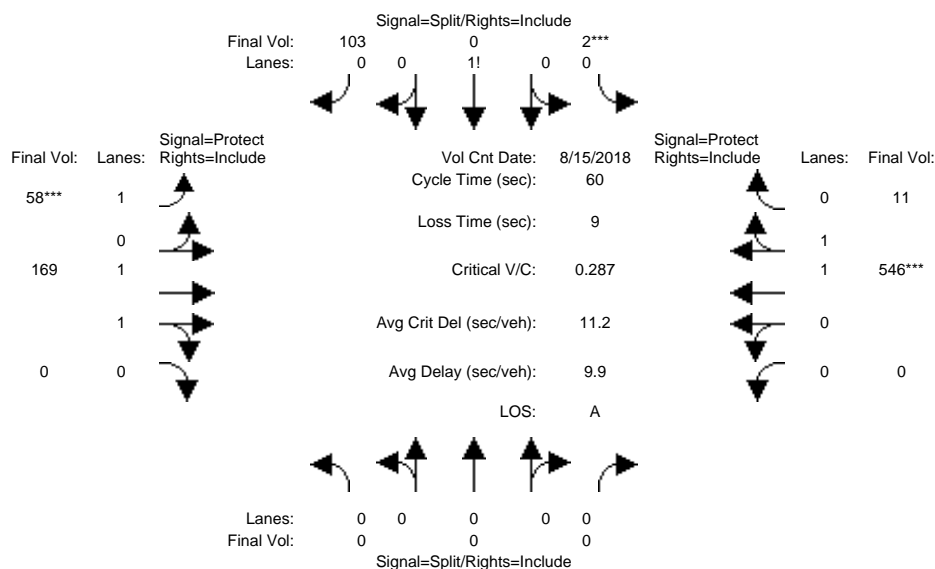 Signal=Split/Rights=Include
Final Vol: 103 0 2***
Lanes: 0 0 1! 0 0
Signal=Protect Signal=Protect
Final Vol: Lanes: Rights=Include Vol Cnt Date: 8/15/2018 Rights=Include Lanes: Final Vol:
Cycle Time (sec): 60
58*** 1 0 11
Loss Time (sec): 9
0 1
169 1 Critical V/C: 0.287 1 546***
1 Avg Crit Del (sec/veh): 11.2 0
0 0 Avg Delay (sec/veh): 9.9 0 0
LOS: A
Lanes: 0 0 0 0 0
Final Vol: 0 0 0
Signal=Split/Rights=Include